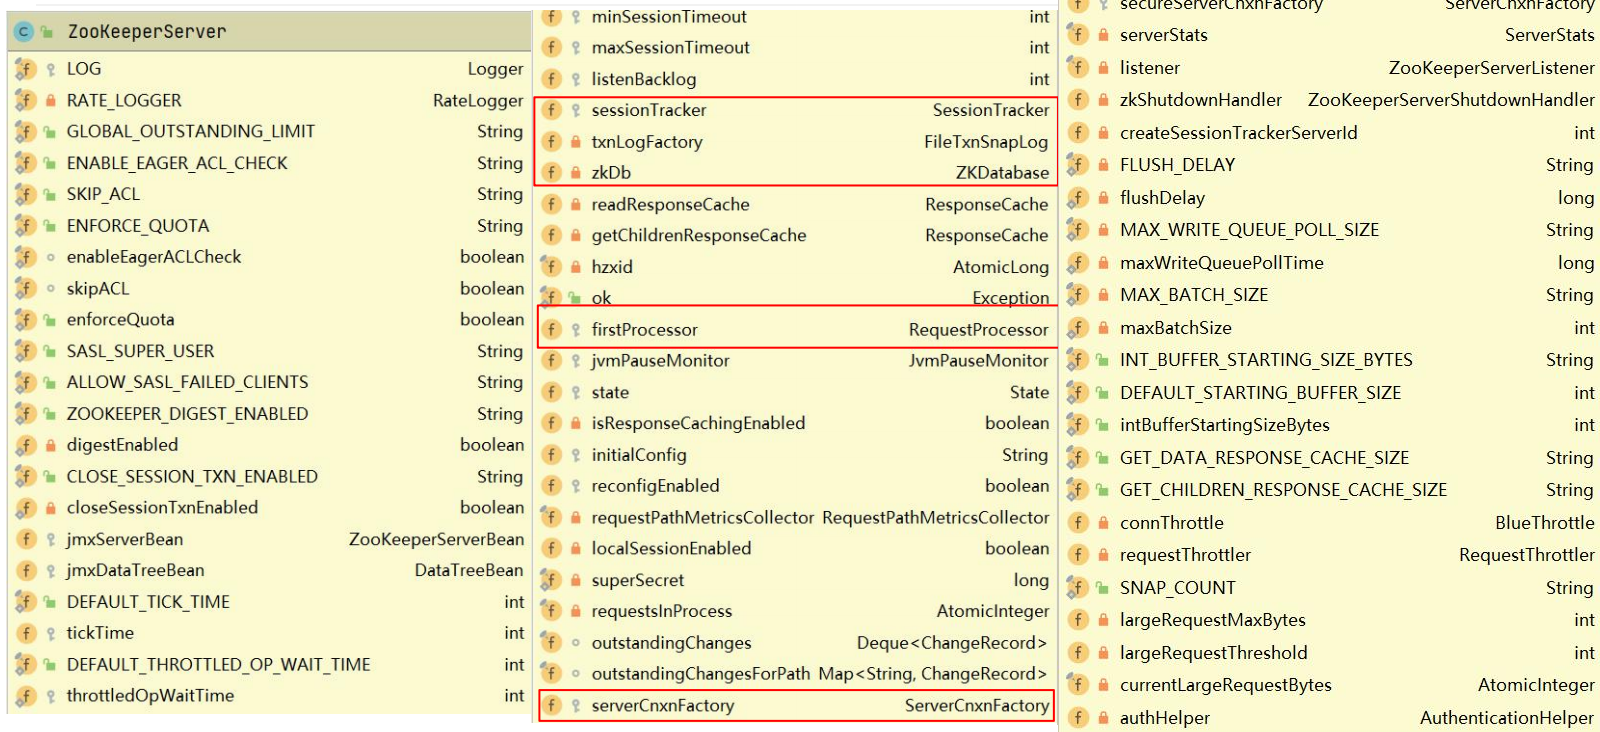 ZooKeeperServer
LOG Logger
RATE_LOGGER RateLogger
GLOBAL_OUTSTANDING_LIMIT String
ENABLE_EAGER_ACL_CHECK String
SKIP_ACL String
ENFORCE_QUOTA String
enableEagerACLCheck boolean
skipACL boolean
enforceQuota boolean
SASL_SUPER_USER String
ALLOW_SASL_FAILED_CLIENTS String
ZOOKEEPER_DIGEST_ENABLED String
digestEnabled boolean
CLOSE_SESSION_TXN_ENABLED String
closeSessionTxnEnabled boolean
jmxServerBean ZooKeeperServerBean
jmxDataTreeBean DataTreeBean
DEFAULT_TICK_TIME int
tickTime int
DEFAULT_THROTTLED_OP_WAIT_TIME int
throttledOpWaitTime int
minSessionTimeout int
maxSessionTimeout int
listenBacklog int
sessionTracker SessionTracker
txnLogFactory FileTxnSnapLog
zkDb ZKDatabase
readResponseCache ResponseCache
getChildrenResponseCache ResponseCache
hzxid AtomicLong
ok Exception
firstProcessor RequestProcessor
jvmPauseMonitor JvmPauseMonitor
state State
isResponseCachingEnabled boolean
initialConfig String
reconfigEnabled boolean
requestPathMetricsCollector RequestPathMetricsCollector
localSessionEnabled boolean
superSecret long
requestsInProcess AtomicInteger
outstandingChanges Deque<ChangeRecord>
outstandingChangesForPath Map<String, ChangeRecord>
serverCnxnFactory ServerCnxnFactory
secureServerCnxnFactory ServerCnxnFactory
serverStats ServerStats
listener ZooKeeperServerListener
zkShutdownHandler ZooKeeperServerShutdownHandler
createSessionTrackerServerId int
FLUSH_DELAY String
flushDelay long
MAX_WRITE_QUEUE_POLL_SIZE String
maxWriteQueuePollTime long
MAX_BATCH_SIZE String
maxBatchSize int
INT_BUFFER_STARTING_SIZE_BYTES String
DEFAULT_STARTING_BUFFER_SIZE int
intBufferStartingSizeBytes int
GET_DATA_RESPONSE_CACHE_SIZE String
GET_CHILDREN_RESPONSE_CACHE_SIZE String
connThrottle BlueThrottle
requestThrottler RequestThrottler
SNAP_COUNT String
largeRequestMaxBytes int
largeRequestThreshold int
currentLargeRequestBytes AtomicInteger
authHelper AuthenticationHelper